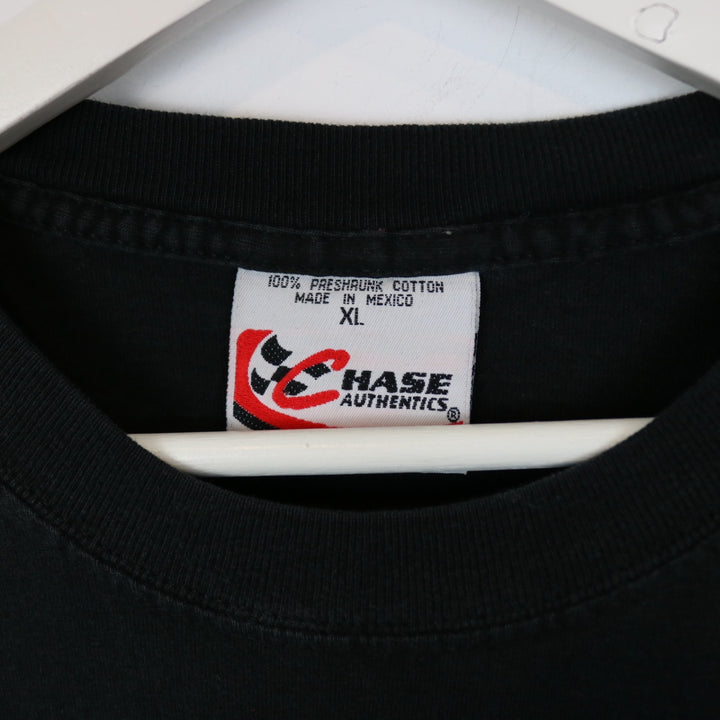 100% PRESHRUNK COTTON
MADE IN MEXICO
XL
CHASE
AUTHENTICS®